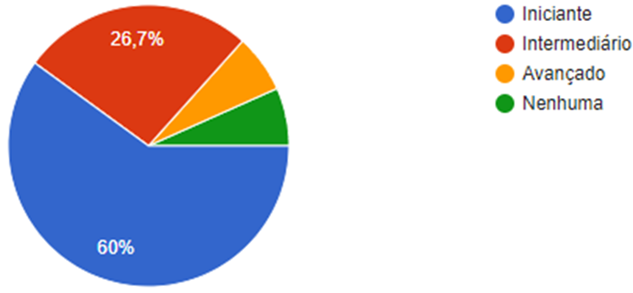 26,7%
60%
Iniciante
Intermediário
Avançado
Nenhuma